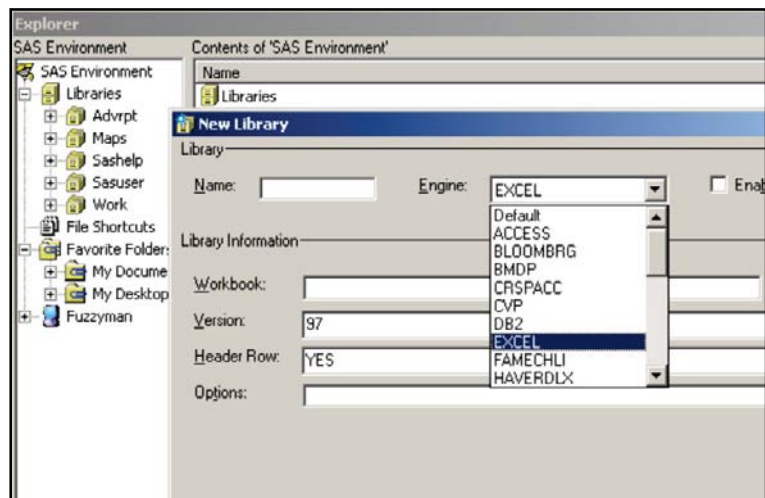 Explorer
SAS Environment
Contents of 'SAS Environment'
SAS Environment
Libraries
Advrpt
Maps
Sashelp
Sasuser
Work
File Shortcuts
Favorite Folder
My Docume
My Desktop
Fuzzyman
Name
Libraries
New Library
Library
Name:
Engine:
EXCEL
Enab
Default
ACCESS
BLOOMBRG
BMDP
CRSPACC
CVP
DB2
EXCEL
FAMECHLI
HAVERDLX
Library Information
Workbook:
Version:
97
Header Row:
YES
Options: